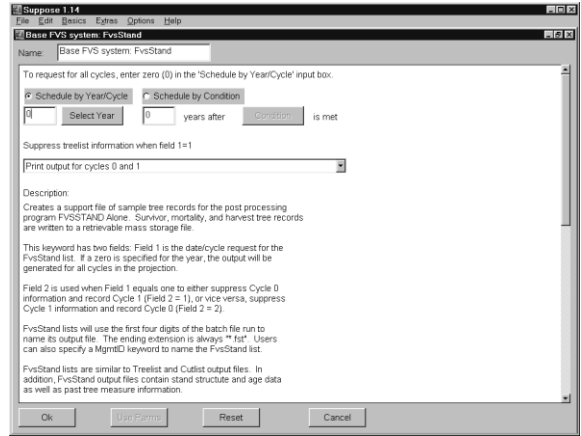 Suppose 1.14
File Edit Basics Extras Options Help
Base FVS system: FvsStand
Name: Base FVS system: FvsStand
To request for all cycles, enter zero (0) in the 'Schedule by Year/Cycle' input box.
Schedule by Year/Cycle Schedule by Condition
0 Select Year 0 years after Condition is met
Suppress treelist information when field 1=1
Print output for cycles 0 and 1
Description:
Creates a support file of sample tree records for the post processing
program FVSSTAND Alone. Survivor, mortality, and harvest tree records
are written to a retrievable mass storage file.
This keyword has two fields: Field 1 is the date/cycle request for the
FvsStand list. If a zero is specified for the year, the output will be
generated for all cycles in the projection.
Field 2 is used when Field 1 equals one to either suppress Cycle 0
information and record Cycle 1 (Field 2 = 1), or vice versa, suppress
Cycle 1 information and record Cycle 0 (Field 2 = 2).
FvsStand lists will use the first four digits of the batch file run to
name its output file. The ending extension is always "*.fst". Users
can also specify a MgmtID keyword to name the FvsStand list.
FvsStand lists are similar to Treelist and Cutlist output files. In
addition, FvsStand output files contain stand structute and age data
as well as past tree measure information.
Ok Use Parms Reset Cancel